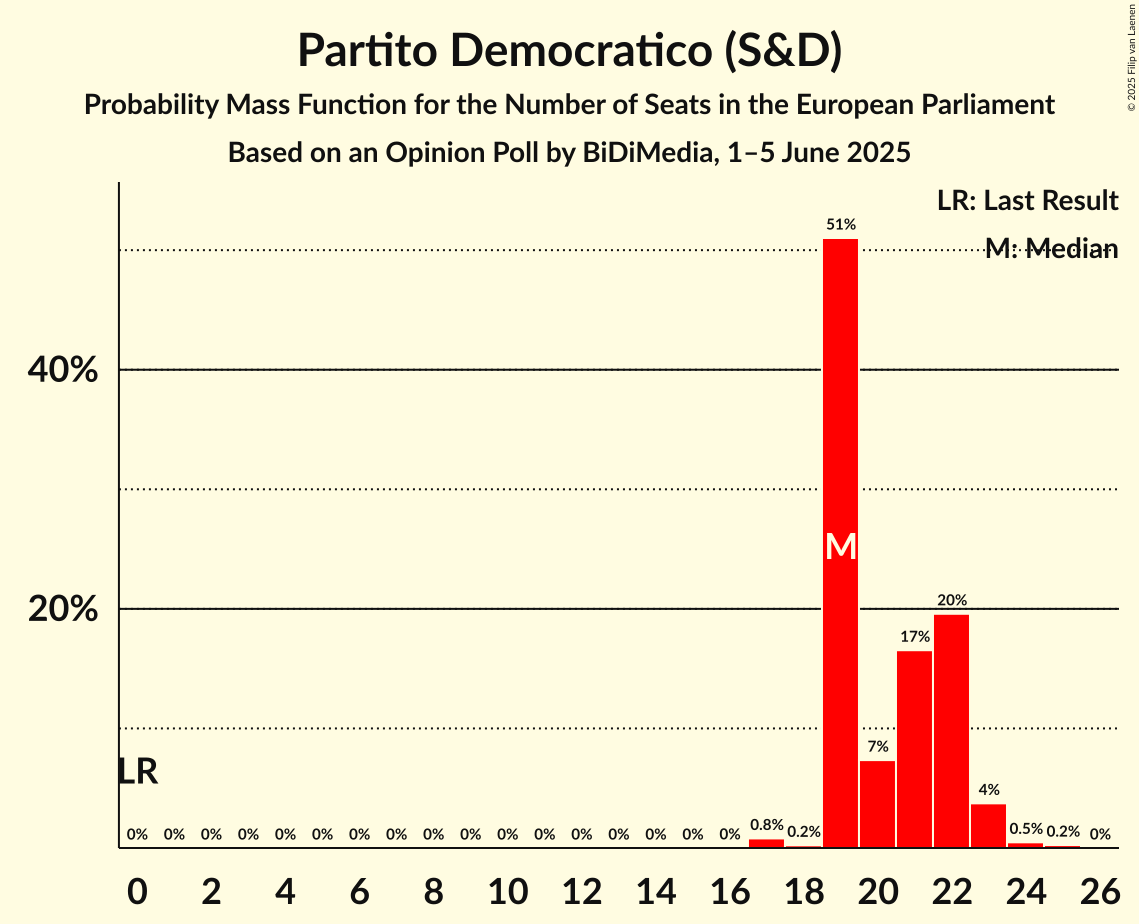 Partito Democratico (S&D)
Probability Mass Function for the Number of Seats in the European Parliament
Based on an Opinion Poll by BiDiMedia, 1–5 June 2025
© 2025 Filip van Laenen
LR: Last Result
M: Median
51%
40%
M
20%
20%
17%
7%
LR
4%
0% 0% 0% 0% 0% 0% 0% 0% 0% 0% 0% 0% 0% 0% 0% 0% 0% 0.8% 0.2% 0.5% 0.2% 0%
0 2 4 6 8 10 12 14 16 18 20 22 24 26